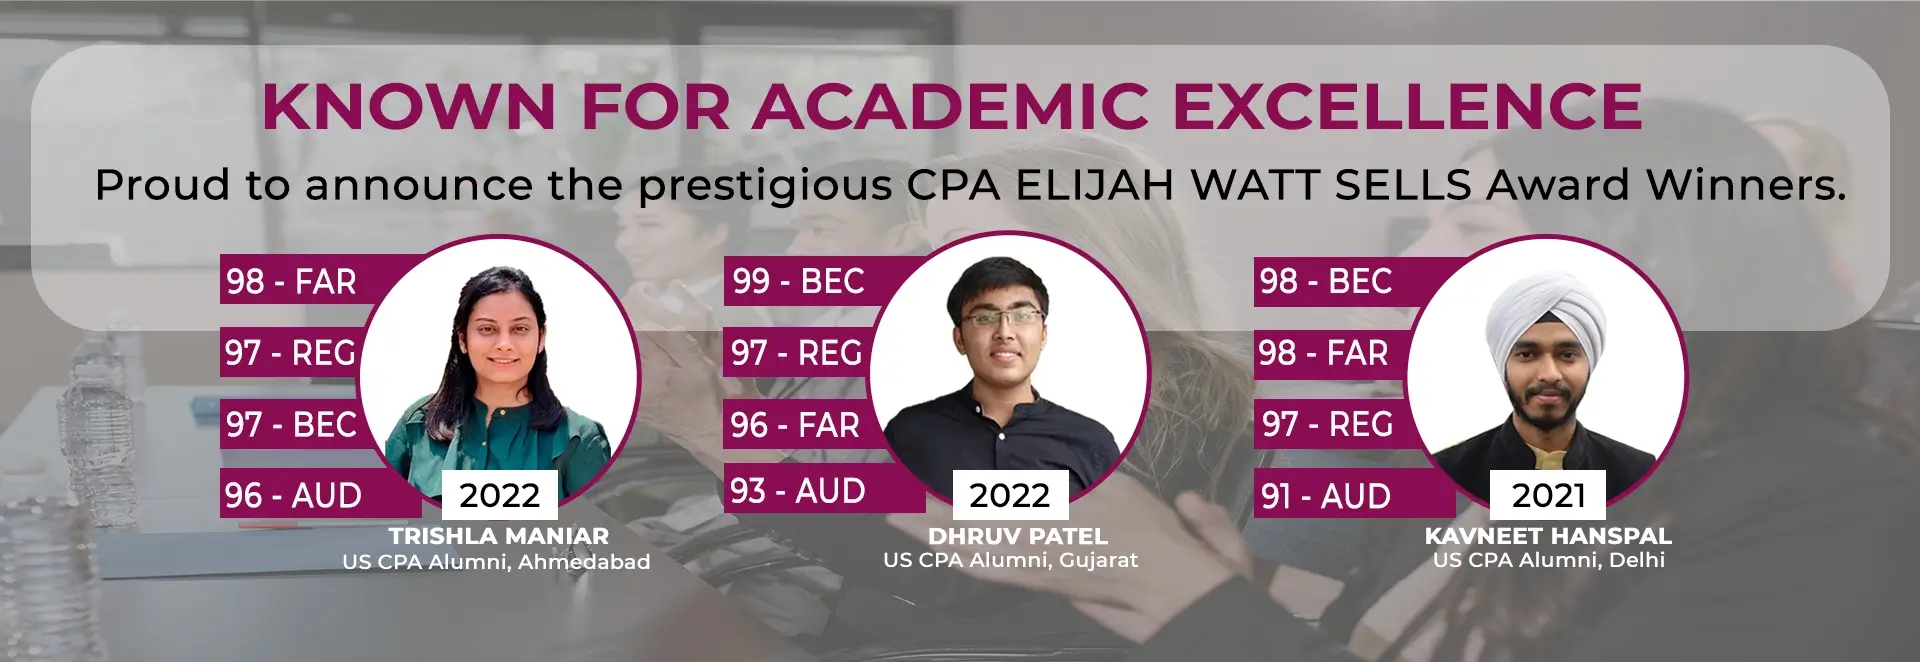 KNOWN FOR ACADEMIC EXCELLENCE
Proud to announce the prestigious CPA ELIJAH WATT SELLS Award Winners.
98 - FAR
97 - REG
97 - BEC
96 - AUD
2022
TRISHLA MANIAR
US CPA Alumni, Ahmedabad
99 - BEC
97 - REG
96 - FAR
93 - AUD
2022
DHRUV PATEL
US CPA Alumni, Gujarat
98 - BEC
98 - FAR
97 - REG
91 - AUD
2021
KAVNEET HANSPAL
US CPA Alumni, Delhi